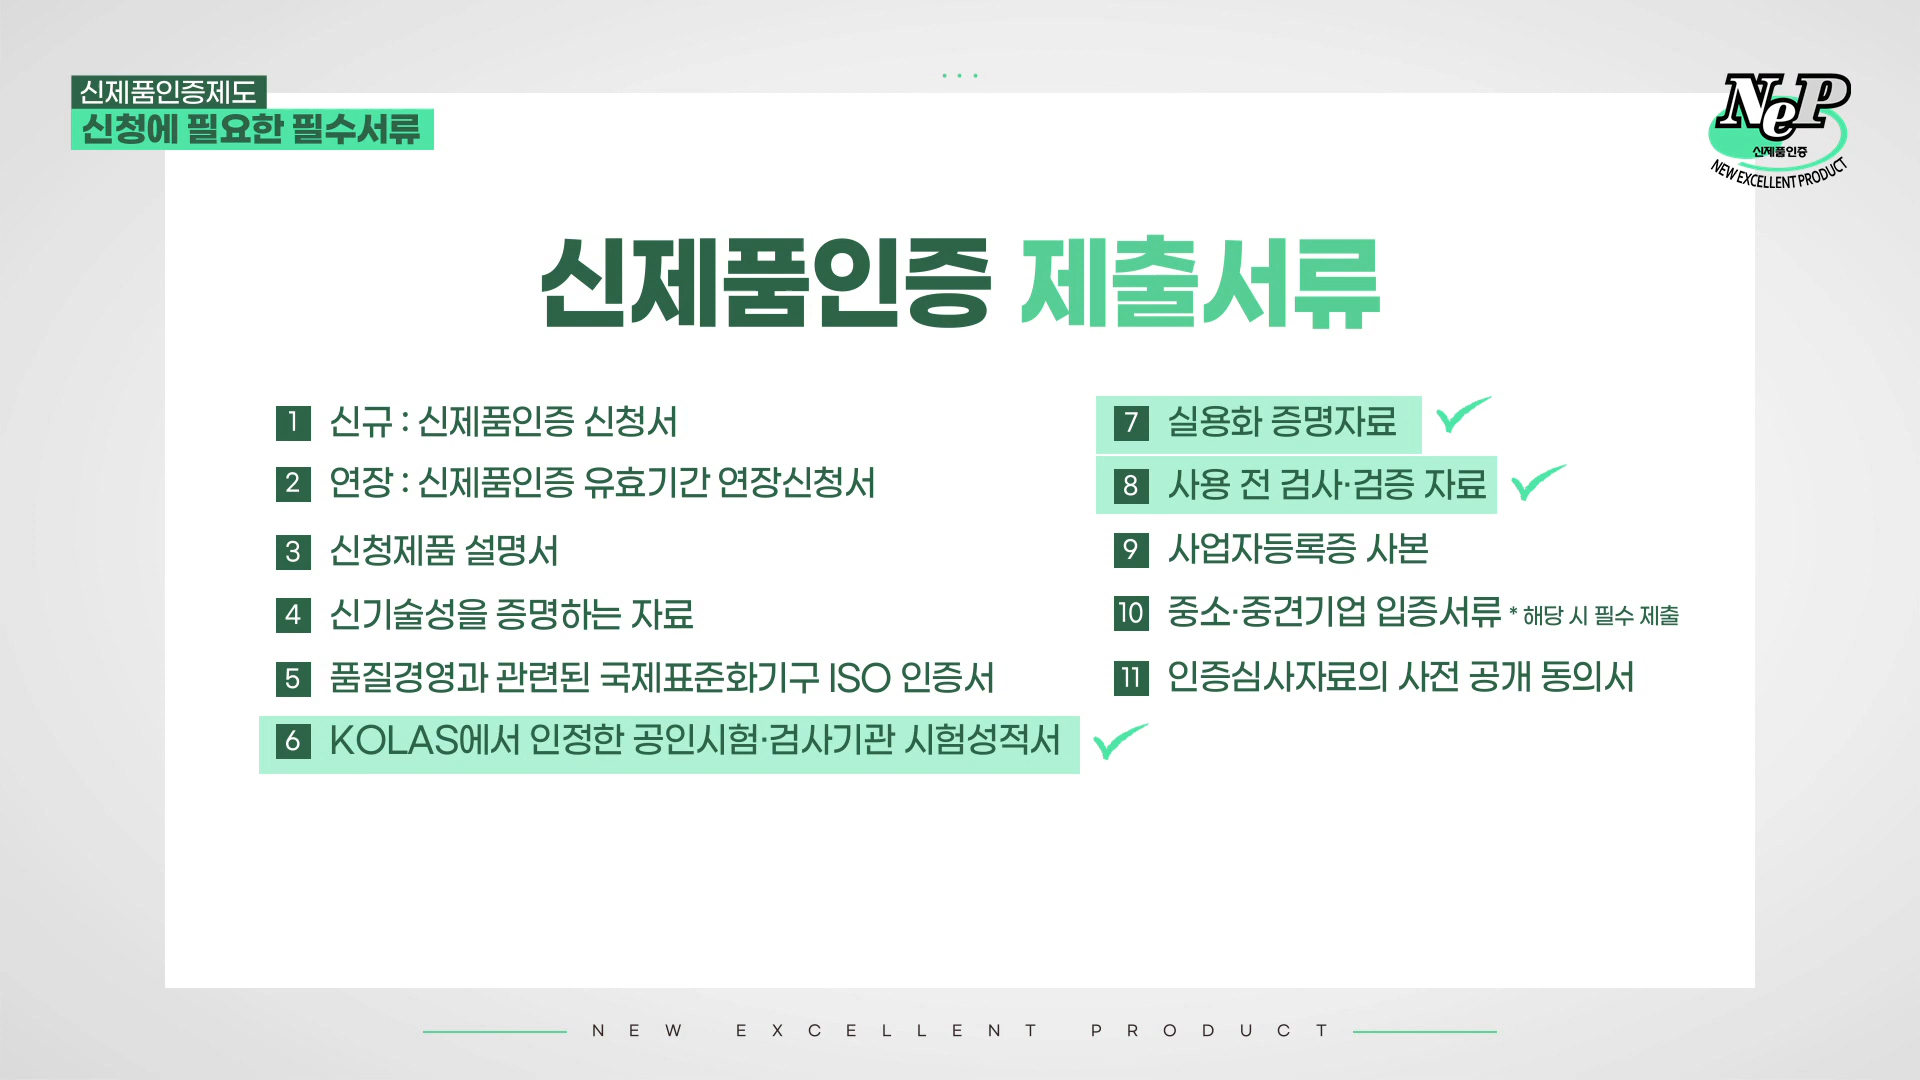 신제품인증제도
신청에 필요한 필수서류
NeP
신제품인증
NEW EXCELLENT PRODUCT
신제품인증 제출서류
1 신규 : 신제품인증 신청서
2 연장 : 신제품인증 유효기간 연장신청서
3 신청제품 설명서
4 신기술성을 증명하는 자료
5 품질경영과 관련된 국제표준화기구 ISO 인증서
6 KOLAS에서 인정한 공인시험·검사기관 시험성적서
7 실용화 증명자료
8 사용 전 검사·검증 자료
9 사업자등록증 사본
10 중소·중견기업 입증서류 * 해당 시 필수 제출
11 인증심사자료의 사전 공개 동의서
NEW EXCELLENT PRODUCT